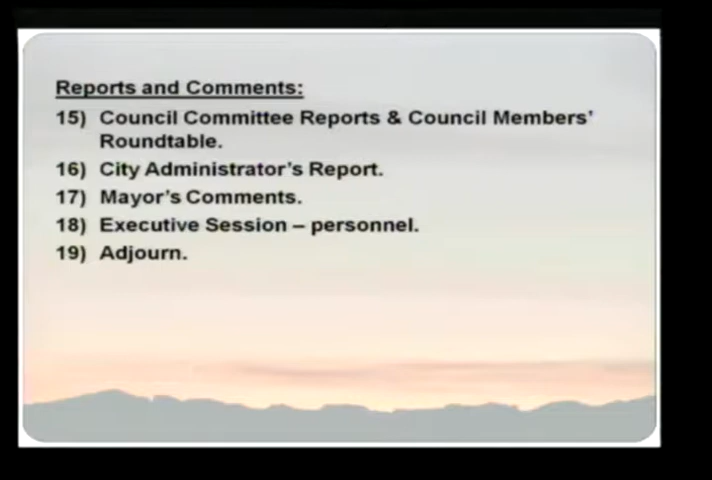 Reports and Comments:
15) Council Committee Reports & Council Members’
Roundtable.
16) City Administrator’s Report.
17) Mayor’s Comments.
18) Executive Session – personnel.
19) Adjourn.